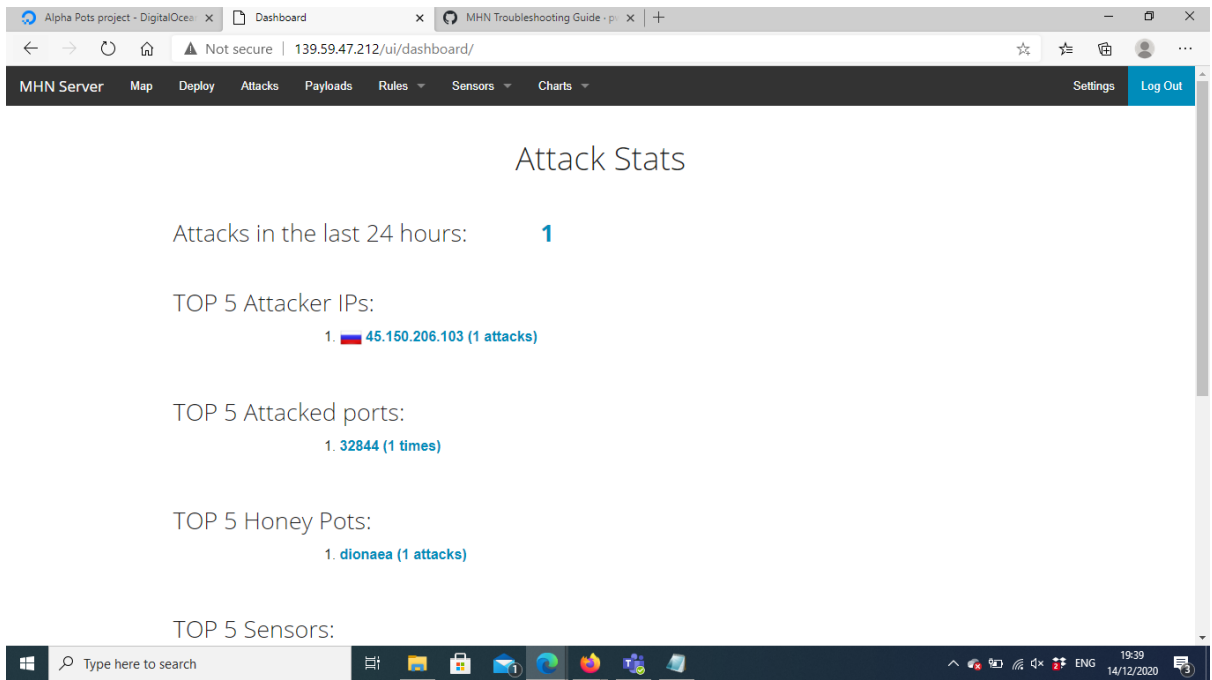 Alpha Pots project - DigitalOcea
Dashboard
MHN Troubleshooting Guide · p
Not secure | 139.59.47.212/ui/dashboard/
MHN Server Map Deploy Attacks Payloads Rules Sensors Charts Settings Log Out
Attack Stats
Attacks in the last 24 hours: 1
TOP 5 Attacker IPs:
1. 45.150.206.103 (1 attacks)
TOP 5 Attacked ports:
1. 32844 (1 times)
TOP 5 Honey Pots:
1. dionaea (1 attacks)
TOP 5 Sensors:
Type here to search
ENG
19:39
14/12/2020